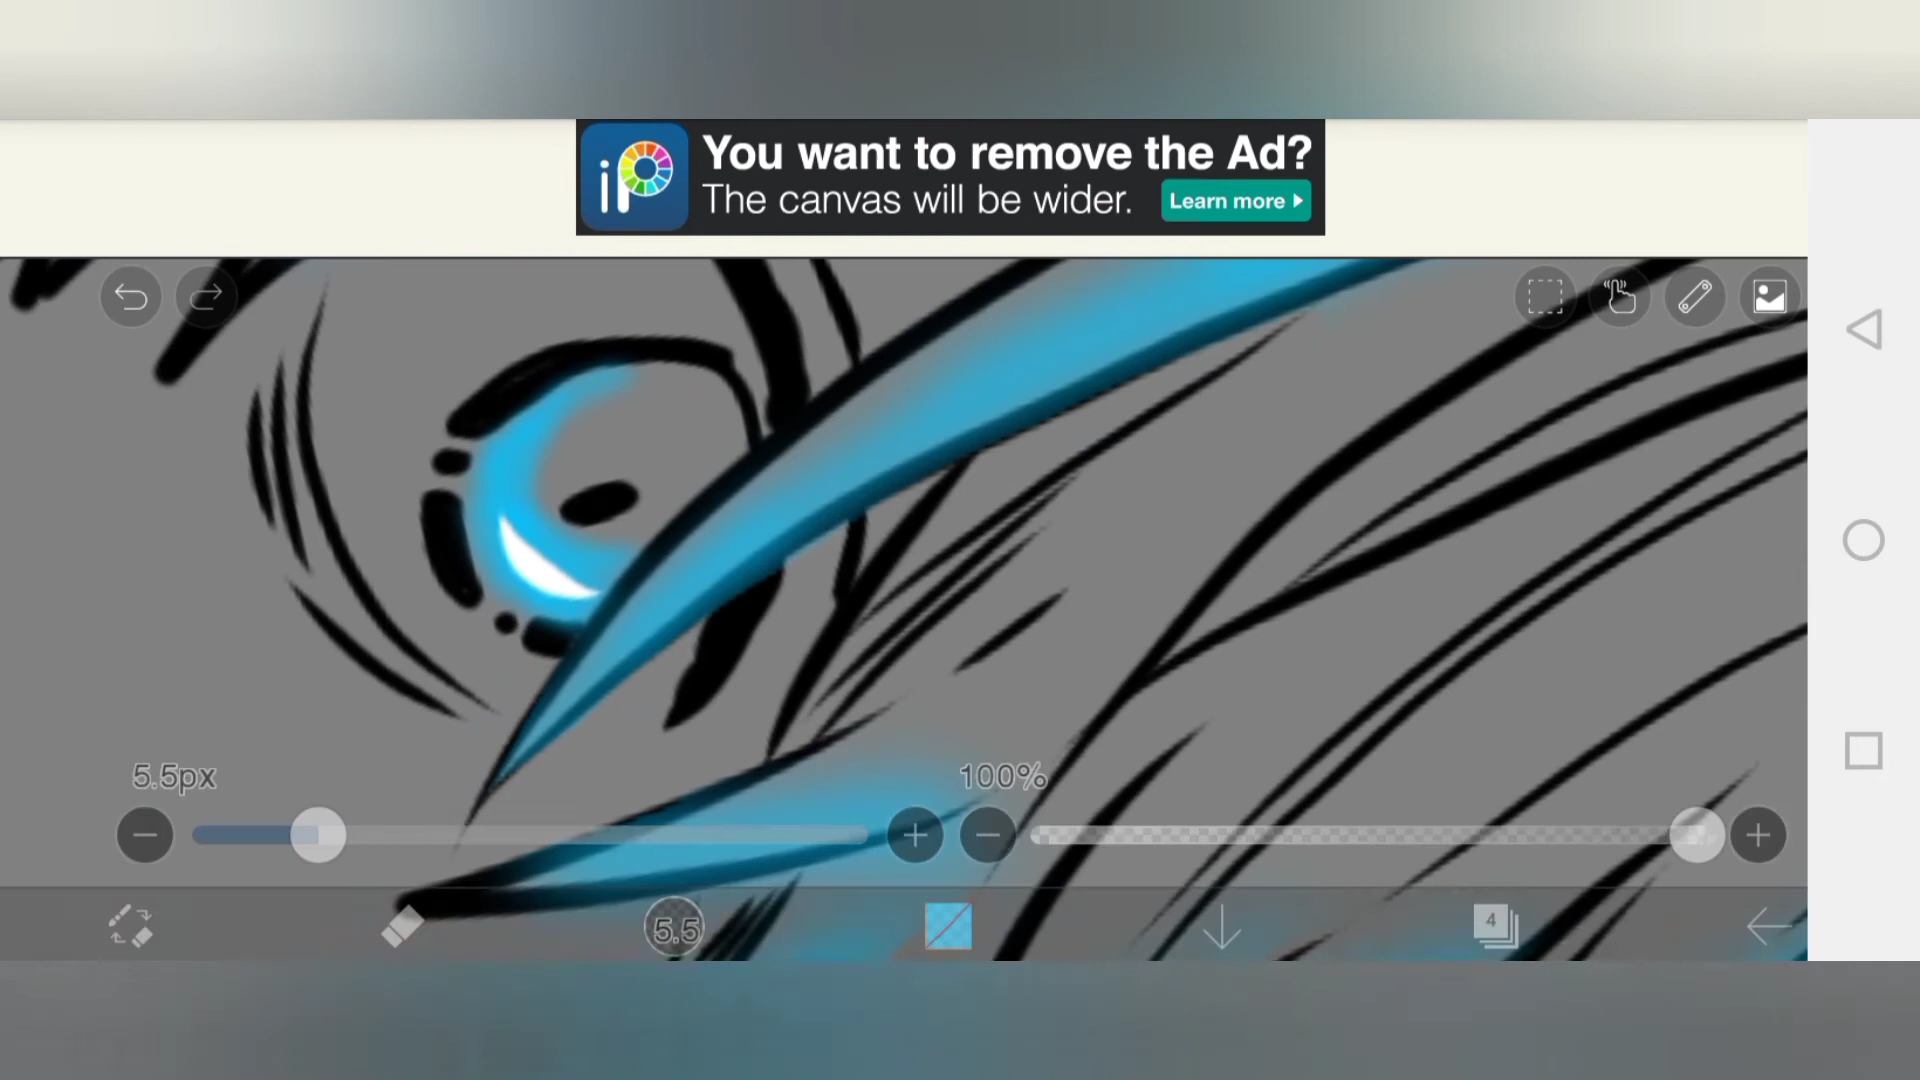 iP
You want to remove the Ad?
The canvas will be wider.
Learn more
5.5px
100%
5.5
4